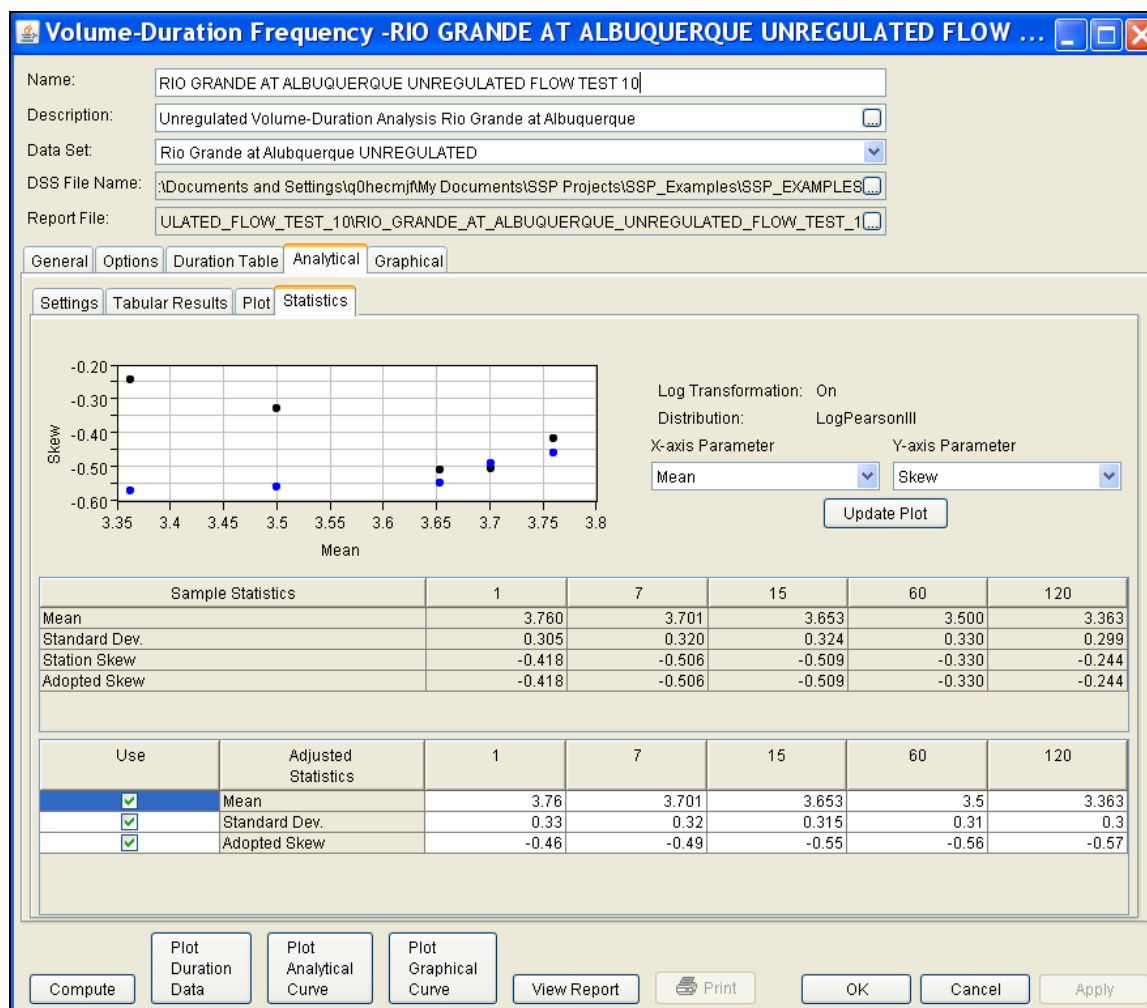 Volume-Duration Frequency -RIO GRANDE AT ALBUQUERQUE UNREGULATED FLOW ...
Name: RIO GRANDE AT ALBUQUERQUE UNREGULATED FLOW TEST 10
Description: Unregulated Volume-Duration Analysis Rio Grande at Albuquerque ...
Data Set: Rio Grande at Alubquerque UNREGULATED
DSS File Name: :\Documents and Settings\q0hecmjf\My Documents\SSP Projects\SSP_Examples\SSP_EXAMPLES ...
Report File: ULATED_FLOW_TEST_10\RIO_GRANDE_AT_ALBUQUERQUE_UNREGULATED_FLOW_TEST_1 ...
General Options Duration Table Analytical Graphical
Settings Tabular Results Plot Statistics
-0.20
-0.30
-0.40
-0.50
-0.60
Skew
3.35 3.4 3.45 3.5 3.55 3.6 3.65 3.7 3.75 3.8
Mean
Log Transformation: On
Distribution: LogPearsonIII
X-axis Parameter Y-axis Parameter
Mean Skew
Update Plot
Sample Statistics 1 7 15 60 120
Mean 3.760 3.701 3.653 3.500 3.363
Standard Dev. 0.305 0.320 0.324 0.330 0.299
Station Skew -0.418 -0.506 -0.509 -0.330 -0.244
Adopted Skew -0.418 -0.506 -0.509 -0.330 -0.244
Use Adjusted Statistics 1 7 15 60 120
Mean 3.76 3.701 3.653 3.5 3.363
Standard Dev. 0.33 0.32 0.315 0.31 0.3
Adopted Skew -0.46 -0.49 -0.55 -0.56 -0.57
Compute Plot Duration Data Plot Analytical Curve Plot Graphical Curve View Report Print OK Cancel Apply